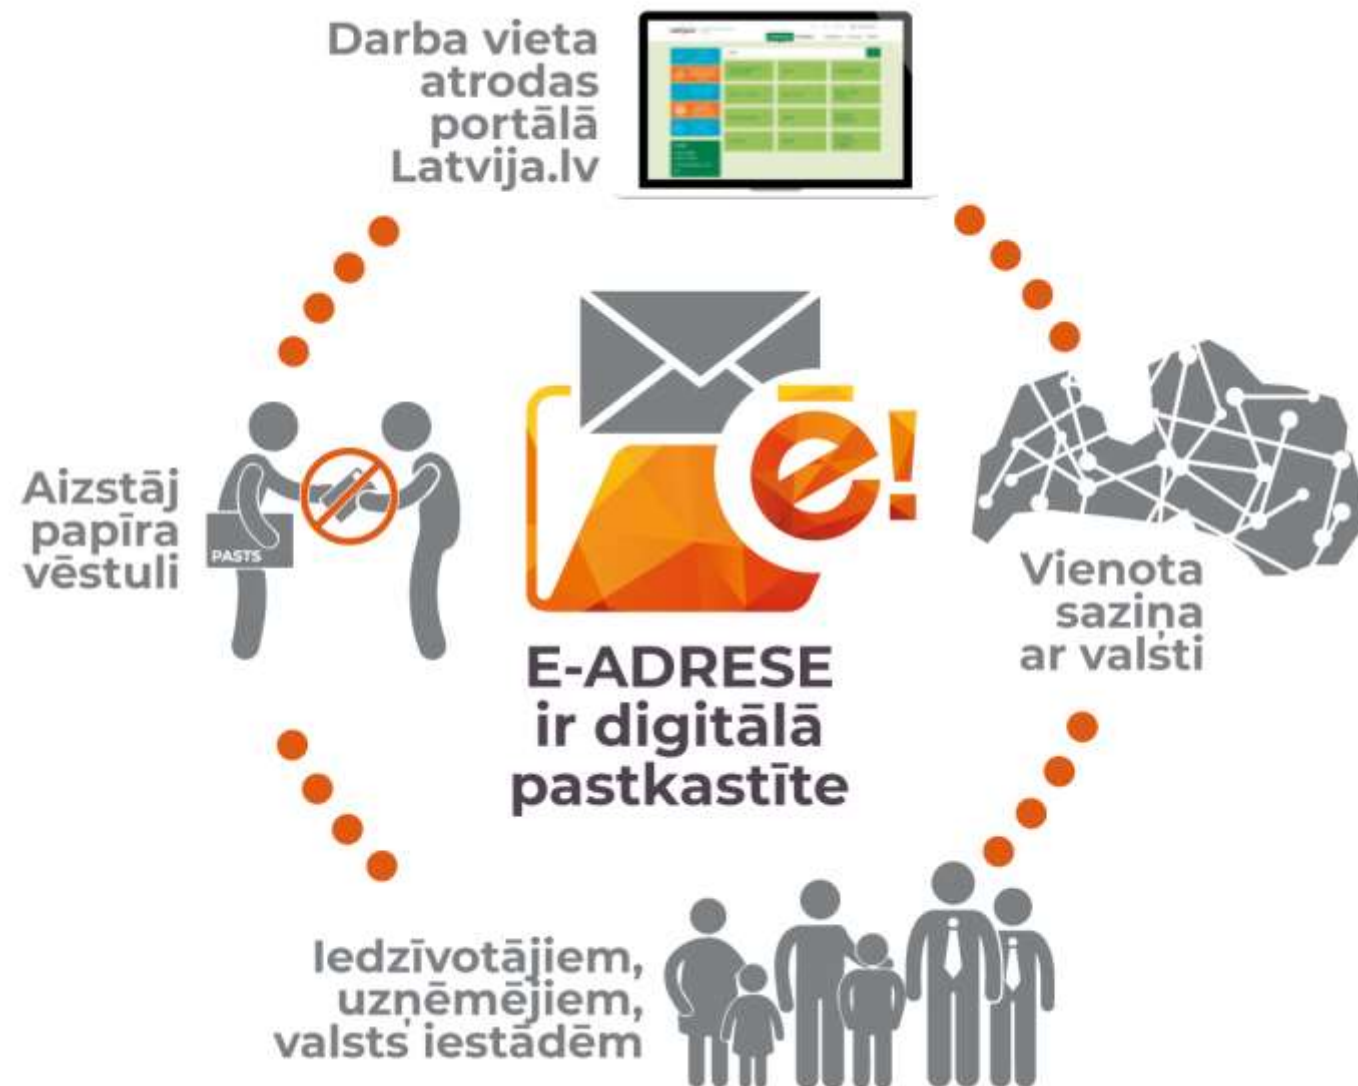 Darba vieta
atrodas
portālā
Latvija.lv
Aizstāj
papīra
vēstuli
PASTS
ē!
E-ADRESE
ir digitālā
pastkastīte
Vienota
saziņa
ar valsti
Iedzīvotājiem,
uzņēmējiem,
valsts iestādēm